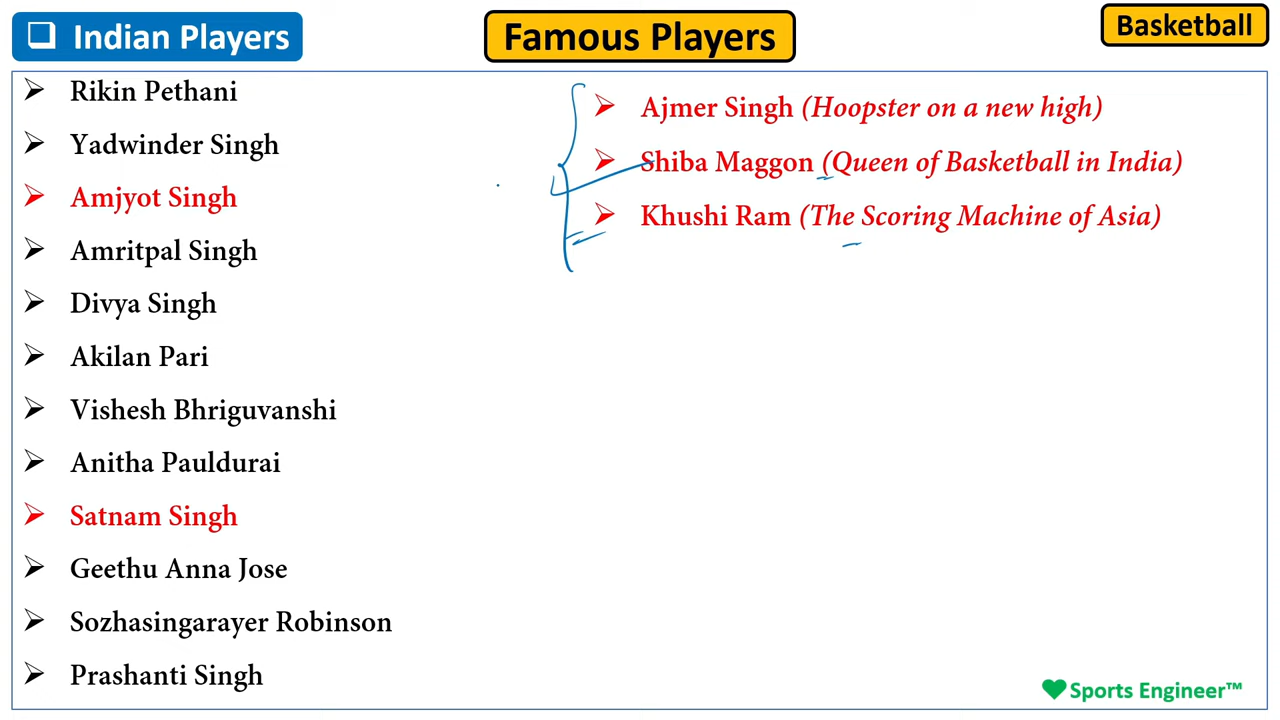 Indian Players
Famous Players
Basketball
Rikin Pethani
Yadwinder Singh
Amjyot Singh
Amritpal Singh
Divya Singh
Akilan Pari
Vishesh Bhriguvanshi
Anitha Pauldurai
Satnam Singh
Geethu Anna Jose
Sozhasingarayer Robinson
Prashanti Singh
Ajmer Singh (Hoopster on a new high)
Shiba Maggon (Queen of Basketball in India)
Khushi Ram (The Scoring Machine of Asia)
Sports Engineer™